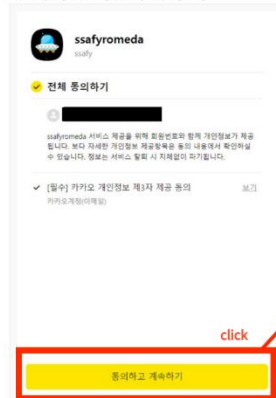 ssafyromeda
ssafy
전체 동의하기
ssafyromeda 서비스 제공을 위해 회원번호와 함께 개인정보가 제공
됩니다. 보다 자세한 개인정보 제공항목은 동의 내용에서 확인하실
수 있습니다. 정보는 서비스 탈퇴 시 지체없이 파기됩니다.
[필수] 카카오 개인정보 제3자 제공 동의 보기
카카오계정(이메일)
click
동의하고 계속하기